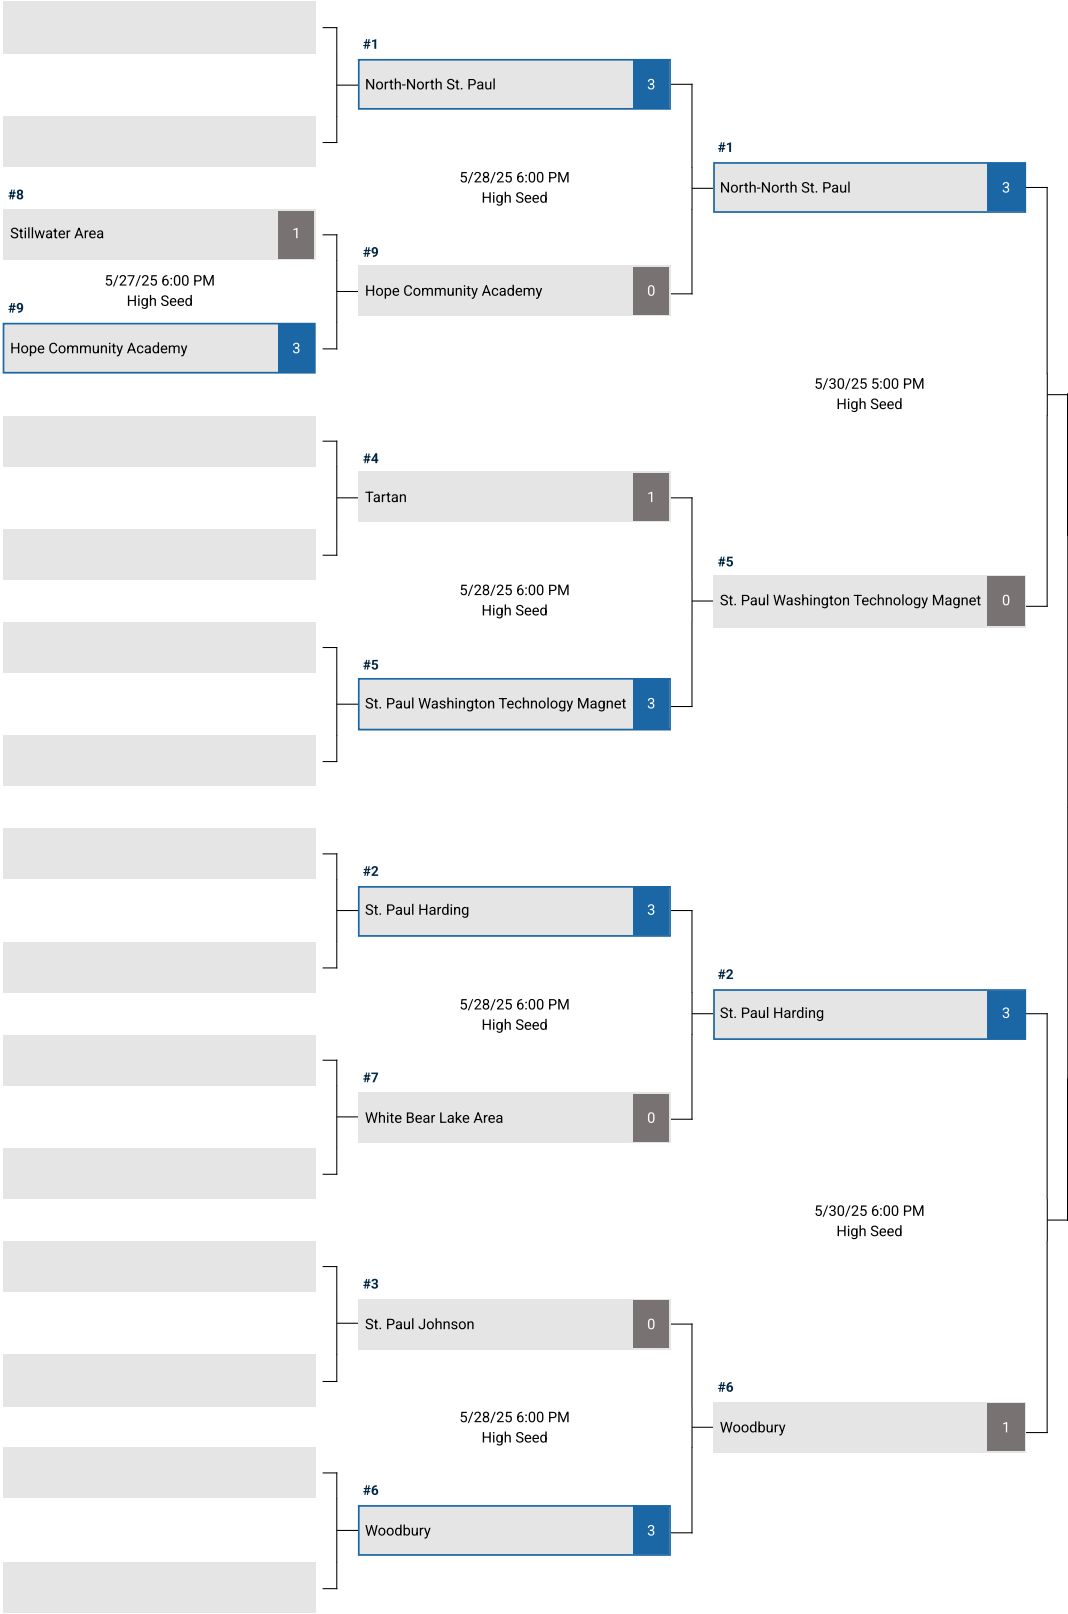 #1
North-North St. Paul 3
5/28/25 6:00 PM
High Seed
#1
North-North St. Paul 3
#8
Stillwater Area 1
5/27/25 6:00 PM
High Seed
#9
Hope Community Academy 3
#9
Hope Community Academy 0
5/30/25 5:00 PM
High Seed
#4
Tartan 1
5/28/25 6:00 PM
High Seed
#5
St. Paul Washington Technology Magnet 0
#5
St. Paul Washington Technology Magnet 3
#2
St. Paul Harding 3
5/28/25 6:00 PM
High Seed
#2
St. Paul Harding 3
#7
White Bear Lake Area 0
5/30/25 6:00 PM
High Seed
#3
St. Paul Johnson 0
5/28/25 6:00 PM
High Seed
#6
Woodbury 1
#6
Woodbury 3